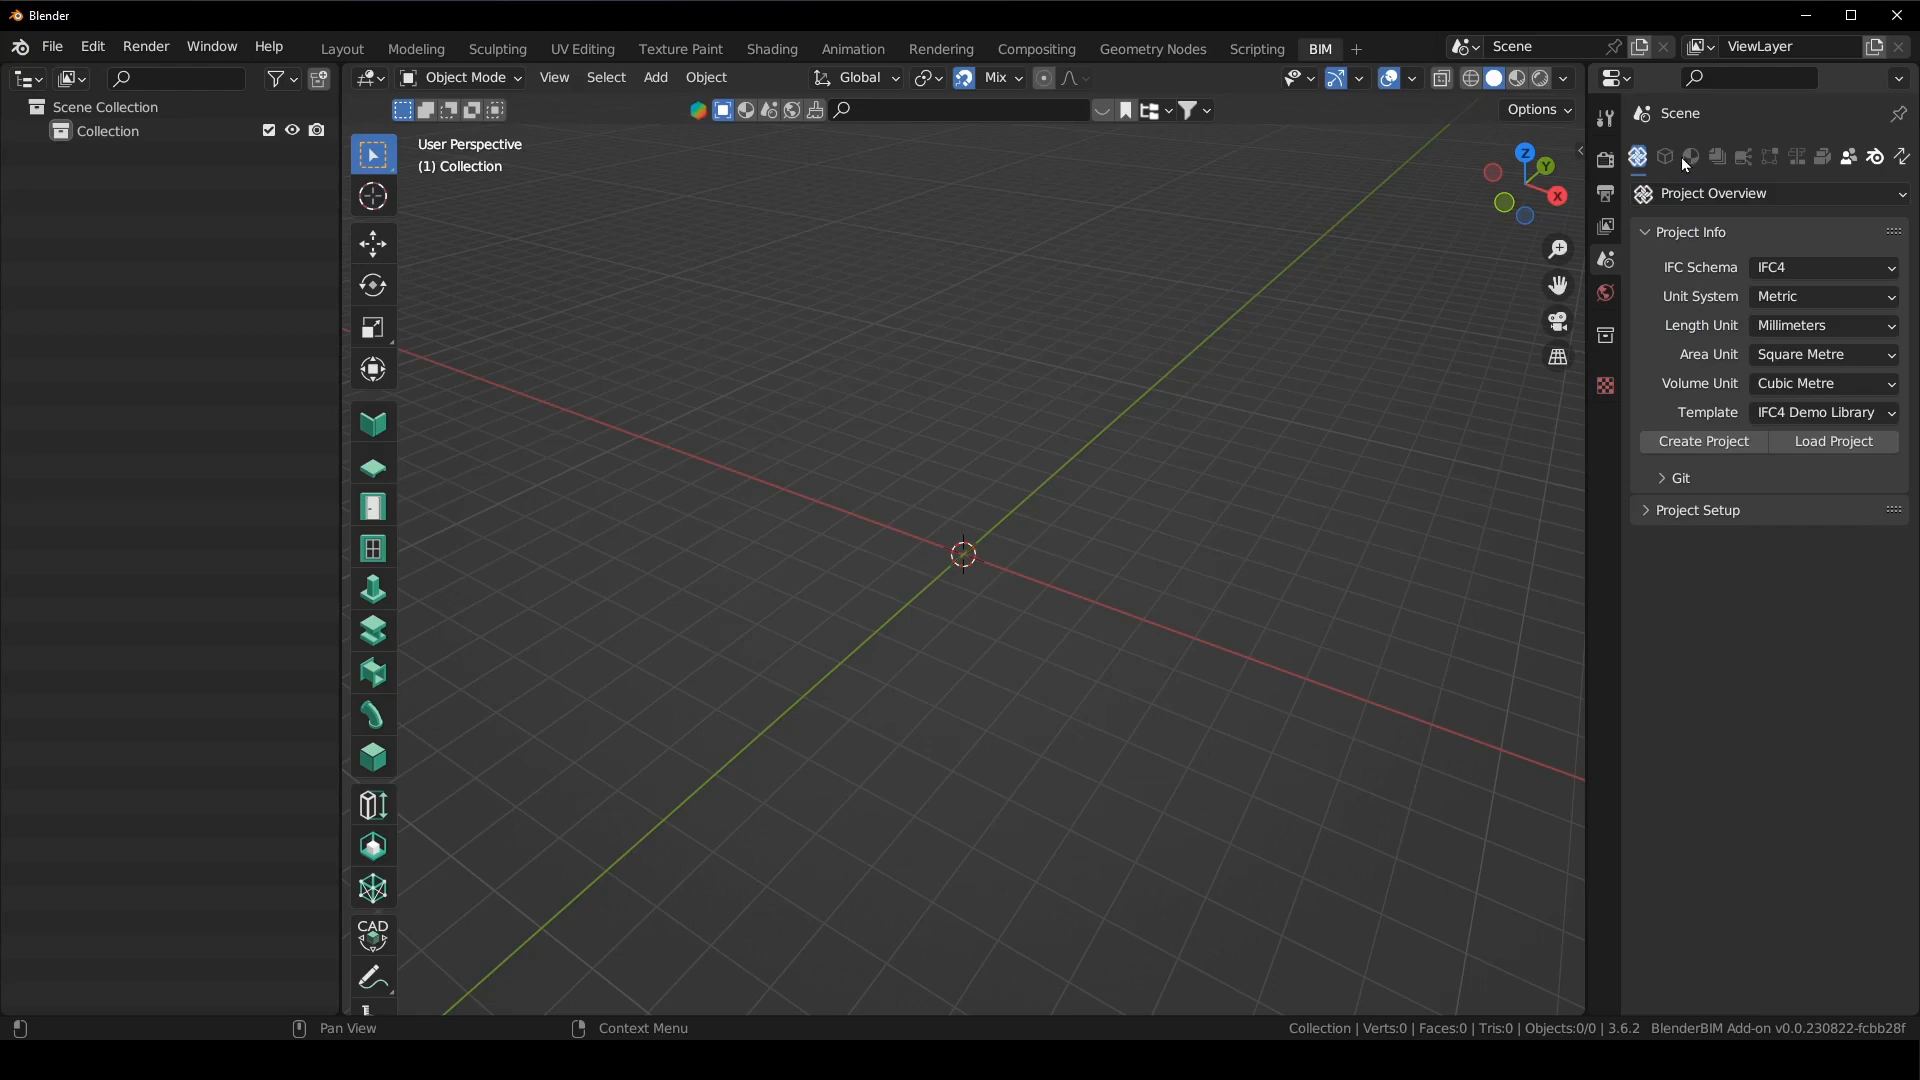 Blender
File Edit Render Window Help Layout Modeling Sculpting UV Editing Texture Paint Shading Animation Rendering Compositing Geometry Nodes Scripting BIM + Scene ViewLayer
Object Mode View Select Add Object Global Mix
Options
Scene Collection
Collection
User Perspective
(1) Collection
Z
Y
X
CAD
Scene
Project Overview
Project Info
IFC Schema IFC4
Unit System Metric
Length Unit Millimeters
Area Unit Square Metre
Volume Unit Cubic Metre
Template IFC4 Demo Library
Create Project Load Project
Git
Project Setup
Pan View Context Menu Collection | Verts:0 | Faces:0 | Tris:0 | Objects:0/0 | 3.6.2 BlenderBIM Add-on v0.0.230822-fcbb28f